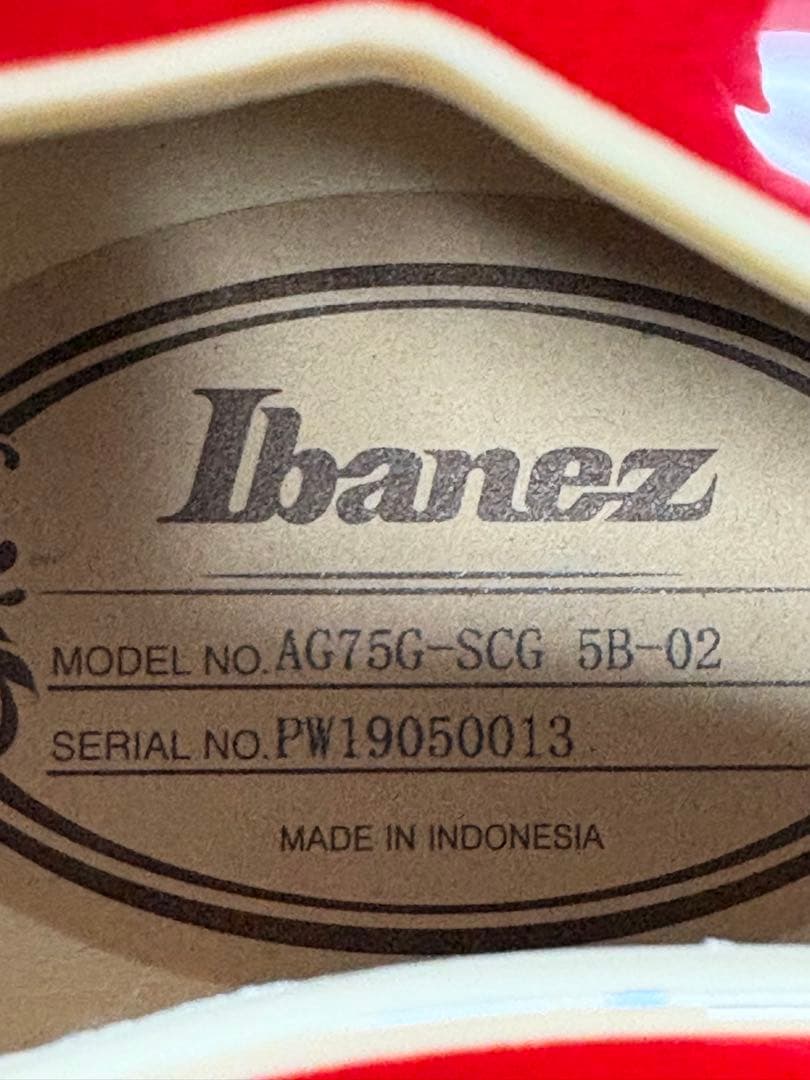 Ibanez
MODEL NO. AG75G-SCG 5B-02
SERIAL NO. PW19050013
MADE IN INDONESIA